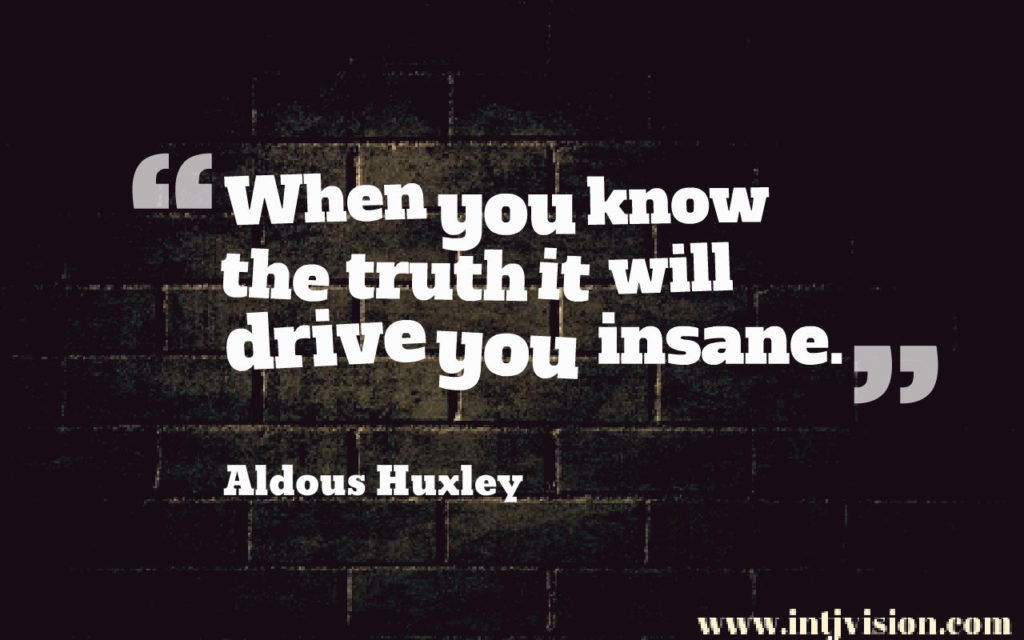 “When you know
the truth it will
drive you insane.”
Aldous Huxley
www.intjvision.com